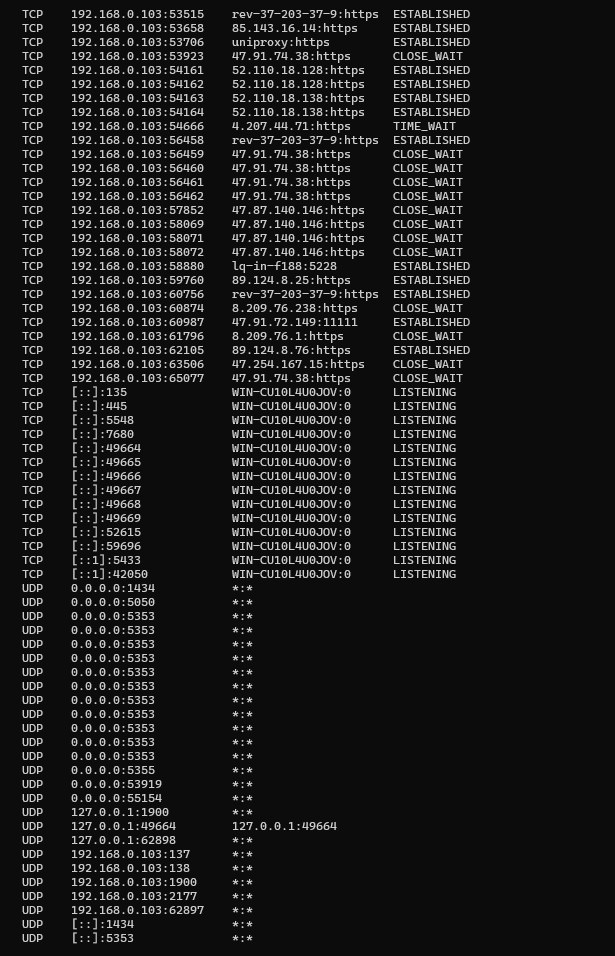 TCP    192.168.0.103:53515    rev-37-203-37-9:https  ESTABLISHED
TCP    192.168.0.103:53658    85.143.16.14:https     ESTABLISHED
TCP    192.168.0.103:53706    uniproxy:https         ESTABLISHED
TCP    192.168.0.103:53923    47.91.74.38:https      CLOSE_WAIT
TCP    192.168.0.103:54161    52.110.18.128:https    ESTABLISHED
TCP    192.168.0.103:54162    52.110.18.128:https    ESTABLISHED
TCP    192.168.0.103:54163    52.110.18.138:https    ESTABLISHED
TCP    192.168.0.103:54164    52.110.18.138:https    ESTABLISHED
TCP    192.168.0.103:54666    4.207.44.71:https      TIME_WAIT
TCP    192.168.0.103:56458    rev-37-203-37-9:https  ESTABLISHED
TCP    192.168.0.103:56459    47.91.74.38:https      CLOSE_WAIT
TCP    192.168.0.103:56460    47.91.74.38:https      CLOSE_WAIT
TCP    192.168.0.103:56461    47.91.74.38:https      CLOSE_WAIT
TCP    192.168.0.103:56462    47.91.74.38:https      CLOSE_WAIT
TCP    192.168.0.103:57852    47.87.140.146:https    CLOSE_WAIT
TCP    192.168.0.103:58069    47.87.140.146:https    CLOSE_WAIT
TCP    192.168.0.103:58071    47.87.140.146:https    CLOSE_WAIT
TCP    192.168.0.103:58072    47.87.140.146:https    CLOSE_WAIT
TCP    192.168.0.103:58880    lq-in-f188:5228        ESTABLISHED
TCP    192.168.0.103:59760    89.124.8.25:https      ESTABLISHED
TCP    192.168.0.103:60756    rev-37-203-37-9:https  ESTABLISHED
TCP    192.168.0.103:60874    8.209.76.238:https     CLOSE_WAIT
TCP    192.168.0.103:60987    47.91.72.149:11111     ESTABLISHED
TCP    192.168.0.103:61796    8.209.76.1:https       CLOSE_WAIT
TCP    192.168.0.103:62105    89.124.8.76:https      ESTABLISHED
TCP    192.168.0.103:63506    47.254.167.15:https    CLOSE_WAIT
TCP    192.168.0.103:65077    47.91.74.38:https      CLOSE_WAIT
TCP    [::]:135               WIN-CU10L4U0JOV:0      LISTENING
TCP    [::]:445               WIN-CU10L4U0JOV:0      LISTENING
TCP    [::]:5548              WIN-CU10L4U0JOV:0      LISTENING
TCP    [::]:7680              WIN-CU10L4U0JOV:0      LISTENING
TCP    [::]:49664             WIN-CU10L4U0JOV:0      LISTENING
TCP    [::]:49665             WIN-CU10L4U0JOV:0      LISTENING
TCP    [::]:49666             WIN-CU10L4U0JOV:0      LISTENING
TCP    [::]:49667             WIN-CU10L4U0JOV:0      LISTENING
TCP    [::]:49668             WIN-CU10L4U0JOV:0      LISTENING
TCP    [::]:49669             WIN-CU10L4U0JOV:0      LISTENING
TCP    [::]:52615             WIN-CU10L4U0JOV:0      LISTENING
TCP    [::]:59696             WIN-CU10L4U0JOV:0      LISTENING
TCP    [::1]:5433             WIN-CU10L4U0JOV:0      LISTENING
TCP    [::1]:42050            WIN-CU10L4U0JOV:0      LISTENING
UDP    0.0.0.0:1434           *:*
UDP    0.0.0.0:5050           *:*
UDP    0.0.0.0:5353           *:*
UDP    0.0.0.0:5353           *:*
UDP    0.0.0.0:5353           *:*
UDP    0.0.0.0:5353           *:*
UDP    0.0.0.0:5353           *:*
UDP    0.0.0.0:5353           *:*
UDP    0.0.0.0:5353           *:*
UDP    0.0.0.0:5353           *:*
UDP    0.0.0.0:5353           *:*
UDP    0.0.0.0:5353           *:*
UDP    0.0.0.0:5353           *:*
UDP    0.0.0.0:5355           *:*
UDP    0.0.0.0:53919          *:*
UDP    0.0.0.0:55154          *:*
UDP    127.0.0.1:1900         *:*
UDP    127.0.0.1:49664        127.0.0.1:49664
UDP    127.0.0.1:62898        *:*
UDP    192.168.0.103:137      *:*
UDP    192.168.0.103:138      *:*
UDP    192.168.0.103:1900     *:*
UDP    192.168.0.103:2177     *:*
UDP    192.168.0.103:62897    *:*
UDP    [::]:1434              *:*
UDP    [::]:5353              *:*